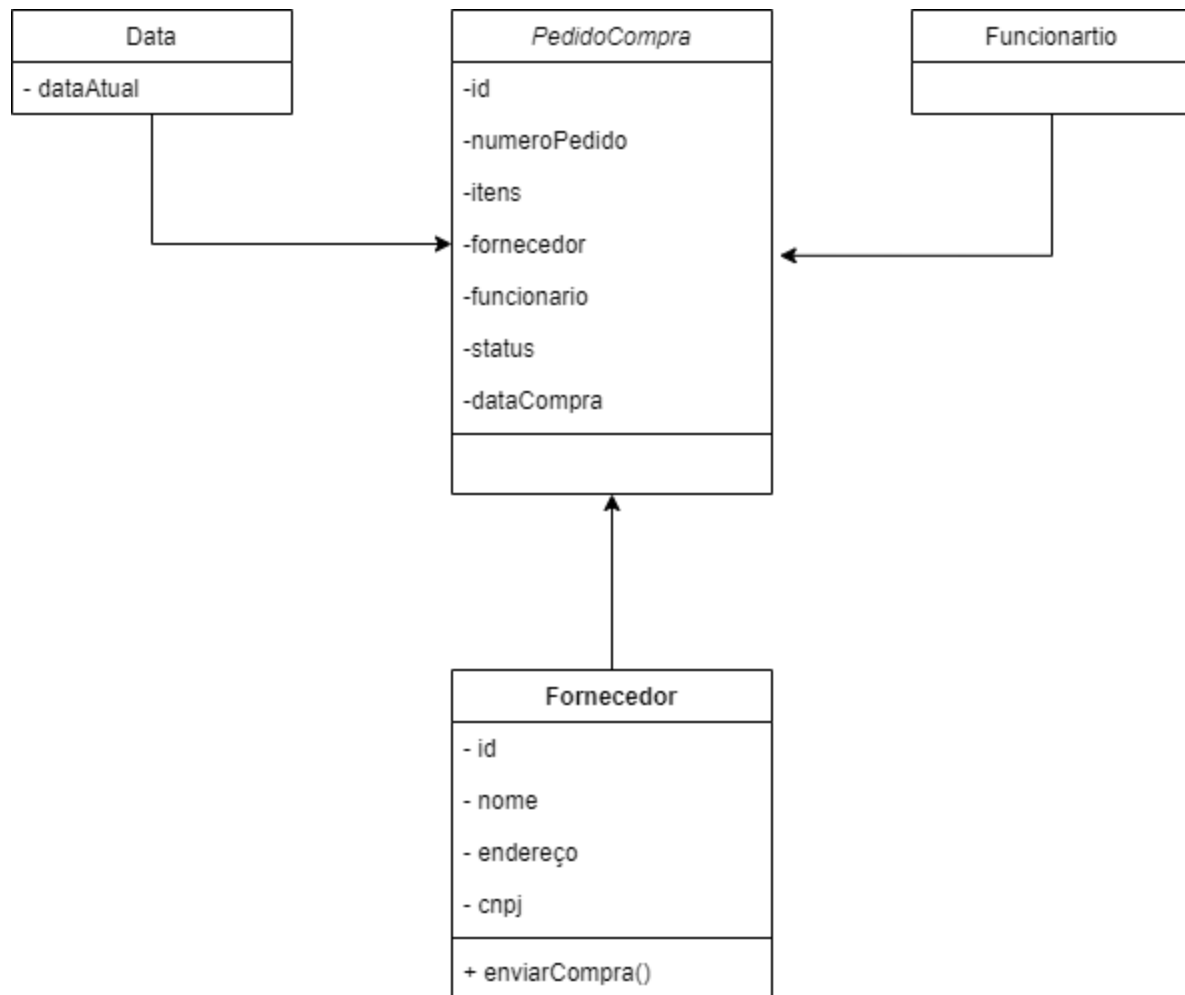 Data
- dataAtual
PedidoCompra
-id
-numeroPedido
-itens
-fornecedor
-funcionario
-status
-dataCompra
Funcionartio
Fornecedor
- id
- nome
- endereço
- cnpj
+ enviarCompra()